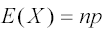 E(X) = np